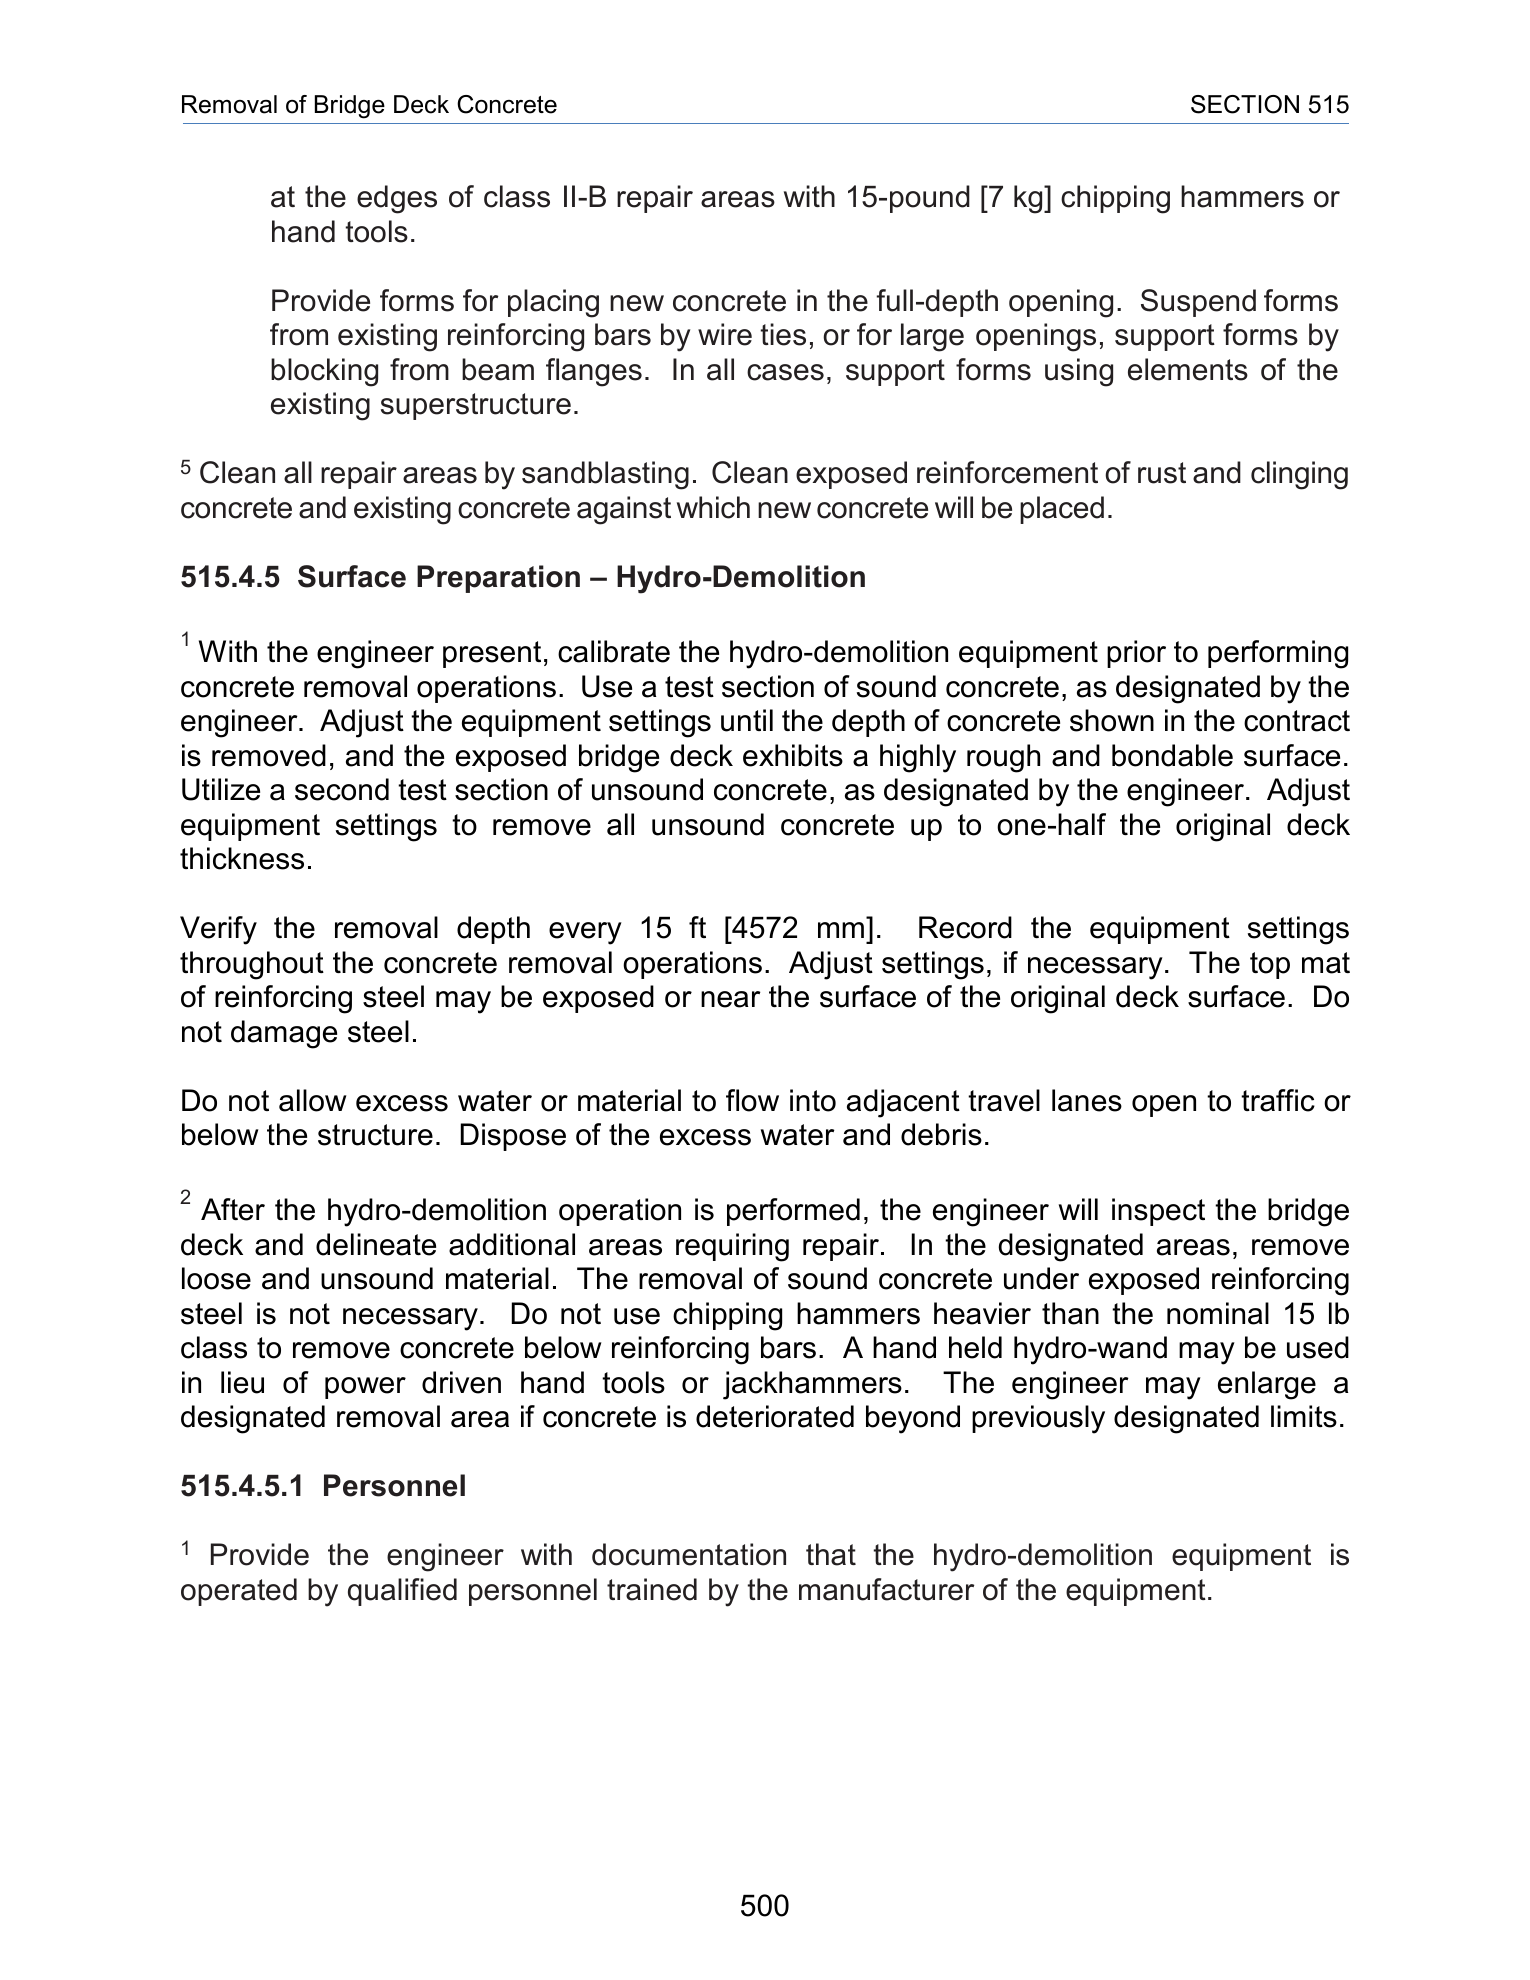 Removal of Bridge Deck Concrete SECTION 515
at the edges of class II-B repair areas with 15-pound [7 kg] chipping hammers or
hand tools.
Provide forms for placing new concrete in the full-depth opening. Suspend forms
from existing reinforcing bars by wire ties, or for large openings, support forms by
blocking from beam flanges. In all cases, support forms using elements of the
existing superstructure.
5 Clean all repair areas by sandblasting. Clean exposed reinforcement of rust and clinging
concrete and existing concrete against which new concrete will be placed.
515.4.5 Surface Preparation – Hydro-Demolition
1 With the engineer present, calibrate the hydro-demolition equipment prior to performing
concrete removal operations. Use a test section of sound concrete, as designated by the
engineer. Adjust the equipment settings until the depth of concrete shown in the contract
is removed, and the exposed bridge deck exhibits a highly rough and bondable surface.
Utilize a second test section of unsound concrete, as designated by the engineer. Adjust
equipment settings to remove all unsound concrete up to one-half the original deck
thickness.
Verify the removal depth every 15 ft [4572 mm]. Record the equipment settings
throughout the concrete removal operations. Adjust settings, if necessary. The top mat
of reinforcing steel may be exposed or near the surface of the original deck surface. Do
not damage steel.
Do not allow excess water or material to flow into adjacent travel lanes open to traffic or
below the structure. Dispose of the excess water and debris.
2 After the hydro-demolition operation is performed, the engineer will inspect the bridge
deck and delineate additional areas requiring repair. In the designated areas, remove
loose and unsound material. The removal of sound concrete under exposed reinforcing
steel is not necessary. Do not use chipping hammers heavier than the nominal 15 lb
class to remove concrete below reinforcing bars. A hand held hydro-wand may be used
in lieu of power driven hand tools or jackhammers. The engineer may enlarge a
designated removal area if concrete is deteriorated beyond previously designated limits.
515.4.5.1 Personnel
1 Provide the engineer with documentation that the hydro-demolition equipment is
operated by qualified personnel trained by the manufacturer of the equipment.
500